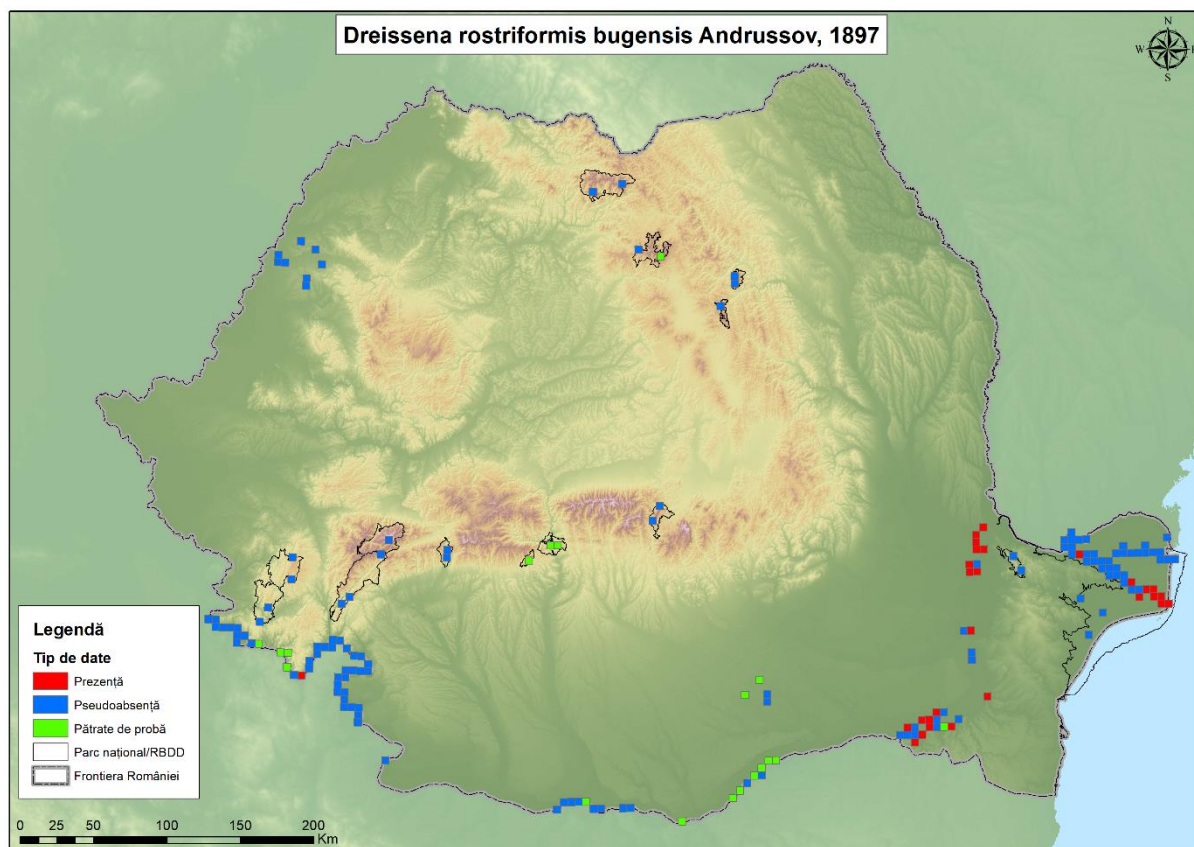 Dreissena rostriformis bugensis Andrussov, 1897
N
W E
S
Legendă
Tip de date
Prezență
Pseudoabsență
Pătrate de probă
Parc național/RBDD
Frontiera României
0 25 50 100 150 200
Km